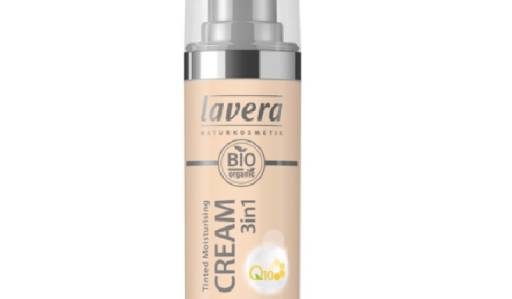 lavera
NATURKOSMETIK
BIO
organic
Tinted Moisturising
CREAM
3in1
Q10